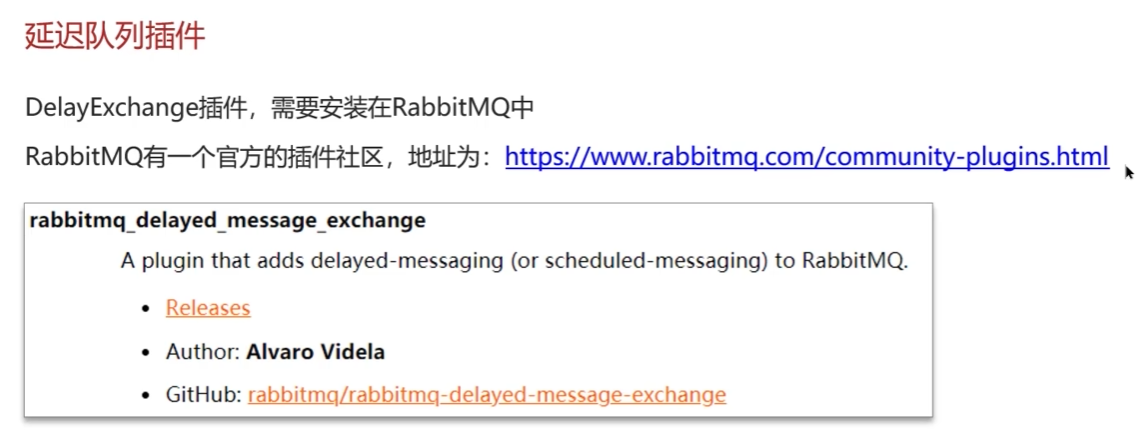 延迟队列插件
DelayExchange插件，需要安装在RabbitMQ中
RabbitMQ有一个官方的插件社区，地址为：https://www.rabbitmq.com/community-plugins.html
rabbitmq_delayed_message_exchange
A plugin that adds delayed-messaging (or scheduled-messaging) to RabbitMQ.
• Releases
• Author: Alvaro Videla
• GitHub: rabbitmq/rabbitmq-delayed-message-exchange